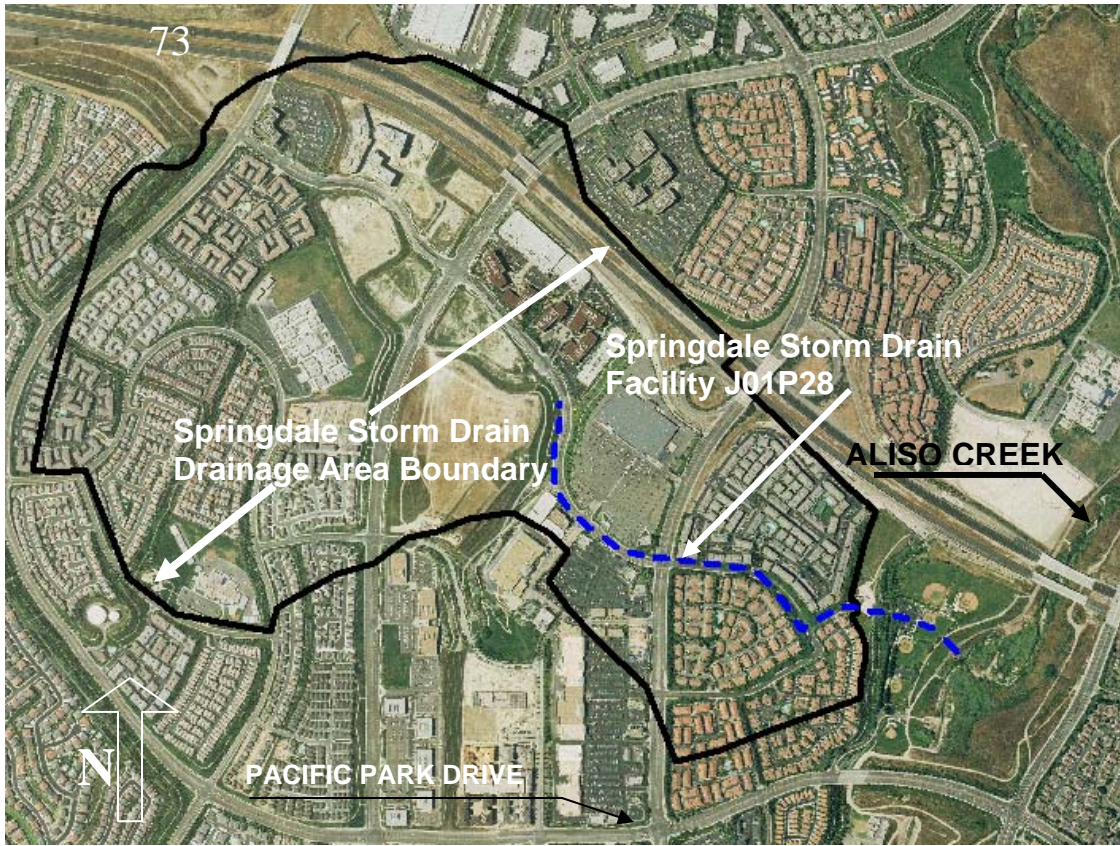 73
Springdale Storm Drain
Facility J01P28
Springdale Storm Drain
Drainage Area Boundary
ALISO CREEK
N
PACIFIC PARK DRIVE